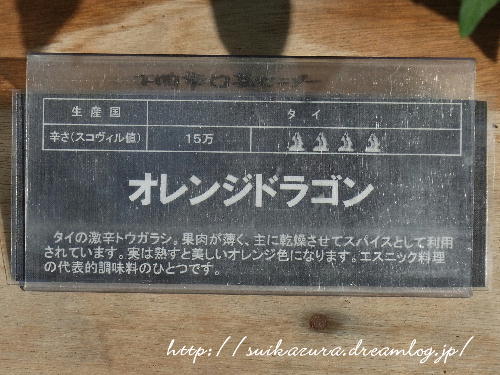 生産国 タイ
辛さ(スコヴィル値) 15万
オレンジドラゴン
タイの激辛トウガラシ。果肉が薄く、主に乾燥させてスパイスとして利用
されています。実は熟すと美しいオレンジ色になります。エスニック料理
の代表的調味料のひとつです。
http://suikazura.dreamlog.jp/